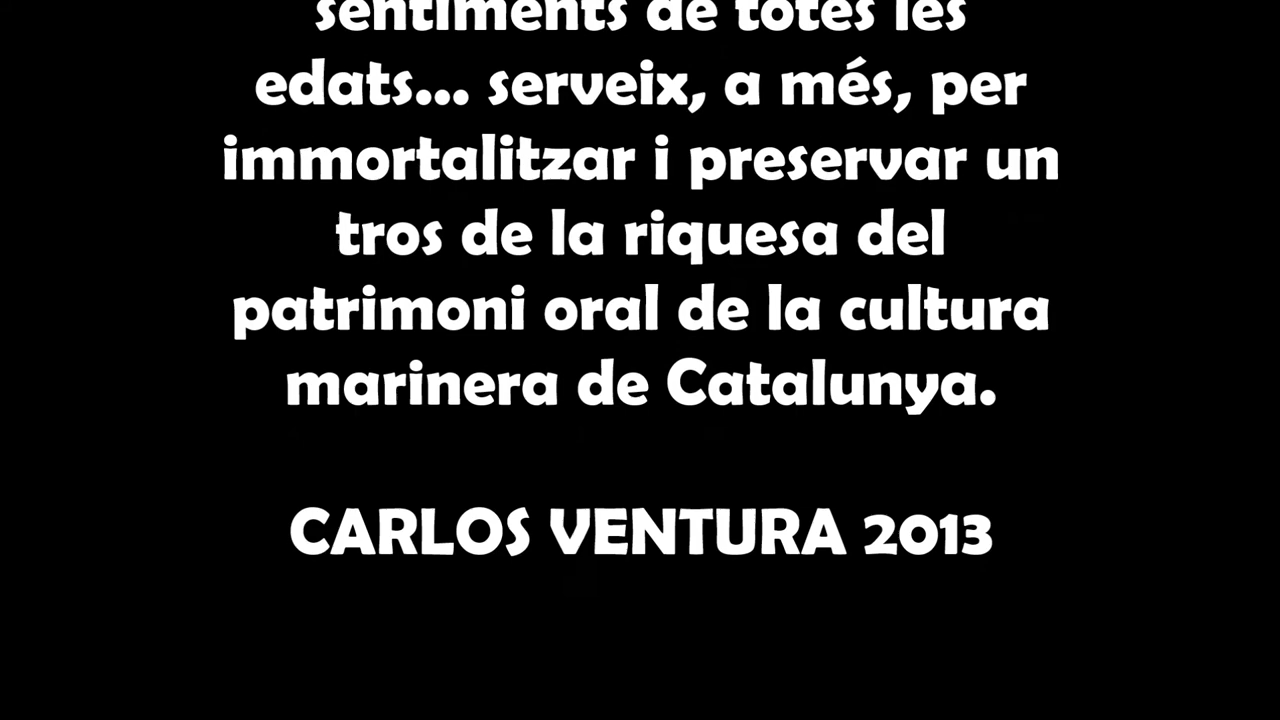 sentiments de totes les
edats... serveix, a més, per
immortalitzar i preservar un
tros de la riquesa del
patrimoni oral de la cultura
marinera de Catalunya.
CARLOS VENTURA 2013